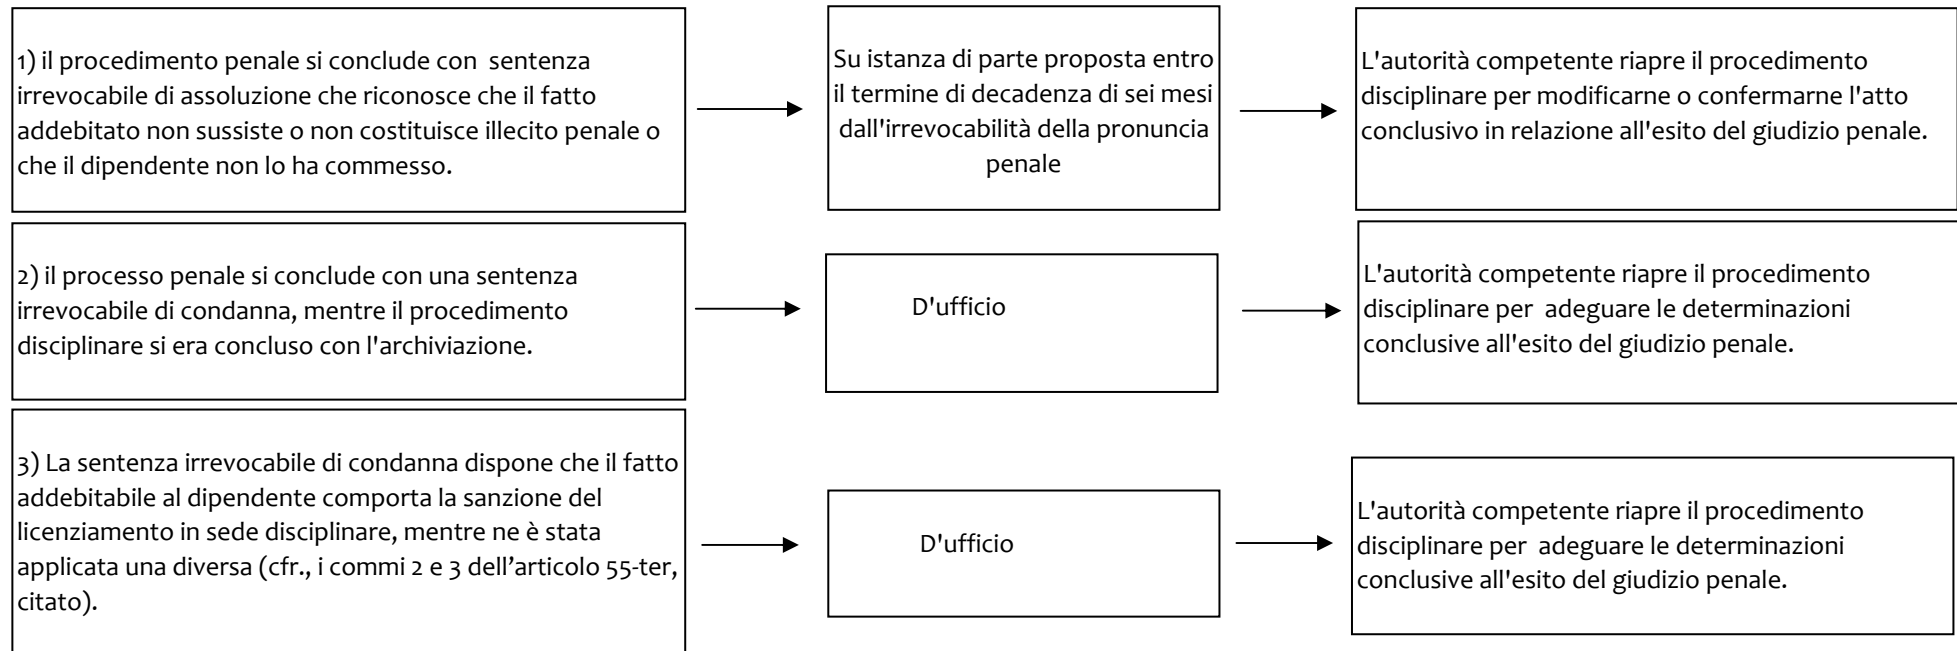 1) il procedimento penale si conclude con  sentenza
irrevocabile di assoluzione che riconosce che il fatto
addebitato non sussiste o non costituisce illecito penale o
che il dipendente non lo ha commesso.
Su istanza di parte proposta entro
il termine di decadenza di sei mesi
dall'irrevocabilità della pronuncia
penale
L'autorità competente riapre il procedimento
disciplinare per modificarne o confermarne l'atto
conclusivo in relazione all'esito del giudizio penale.
2) il processo penale si conclude con una sentenza
irrevocabile di condanna, mentre il procedimento
disciplinare si era concluso con l'archiviazione.
D'ufficio
L'autorità competente riapre il procedimento
disciplinare per  adeguare le determinazioni
conclusive all'esito del giudizio penale.
3) La sentenza irrevocabile di condanna dispone che il fatto
addebitabile al dipendente comporta la sanzione del
licenziamento in sede disciplinare, mentre ne è stata
applicata una diversa (cfr., i commi 2 e 3 dell’articolo 55-ter,
citato).
D'ufficio
L'autorità competente riapre il procedimento
disciplinare per  adeguare le determinazioni
conclusive all'esito del giudizio penale.